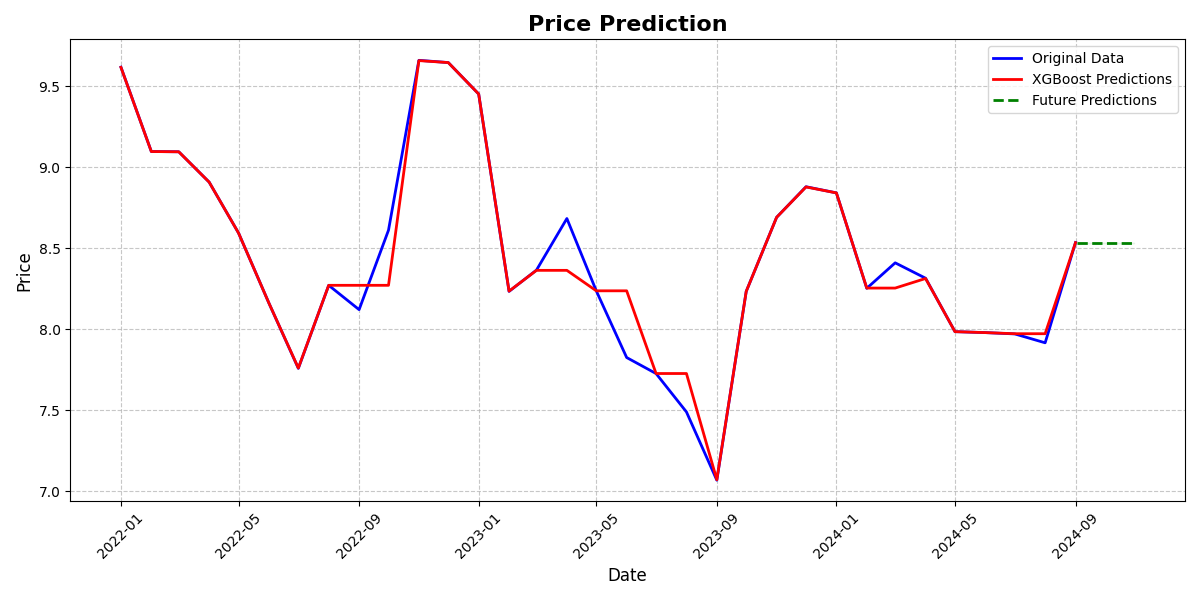 Price Prediction
Original Data
XGBoost Predictions
Future Predictions
Price
9.5
9.0
8.5
8.0
7.5
7.0
2022-01
2022-05
2022-09
2023-01
2023-05
2023-09
2024-01
2024-05
2024-09
Date